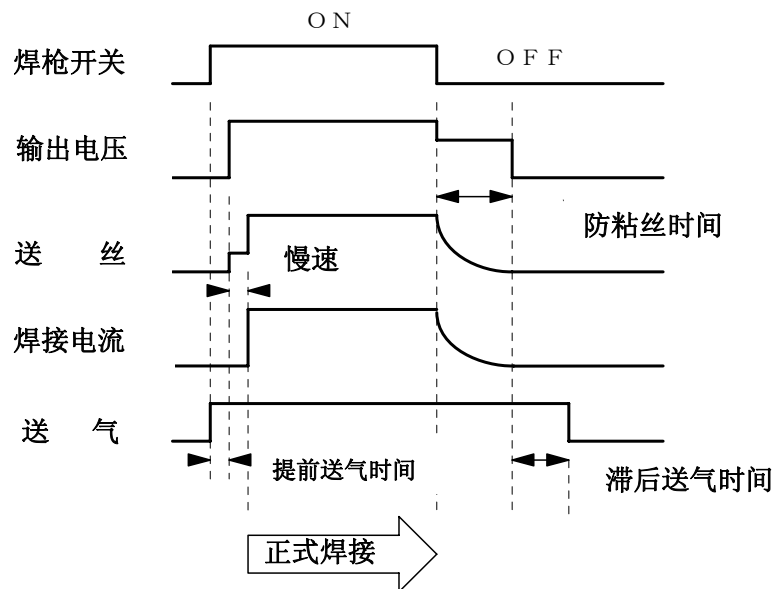 ON
焊枪开关
OFF
输出电压
防粘丝时间
送 丝
慢速
焊接电流
送 气
提前送气时间
滞后送气时间
正式焊接